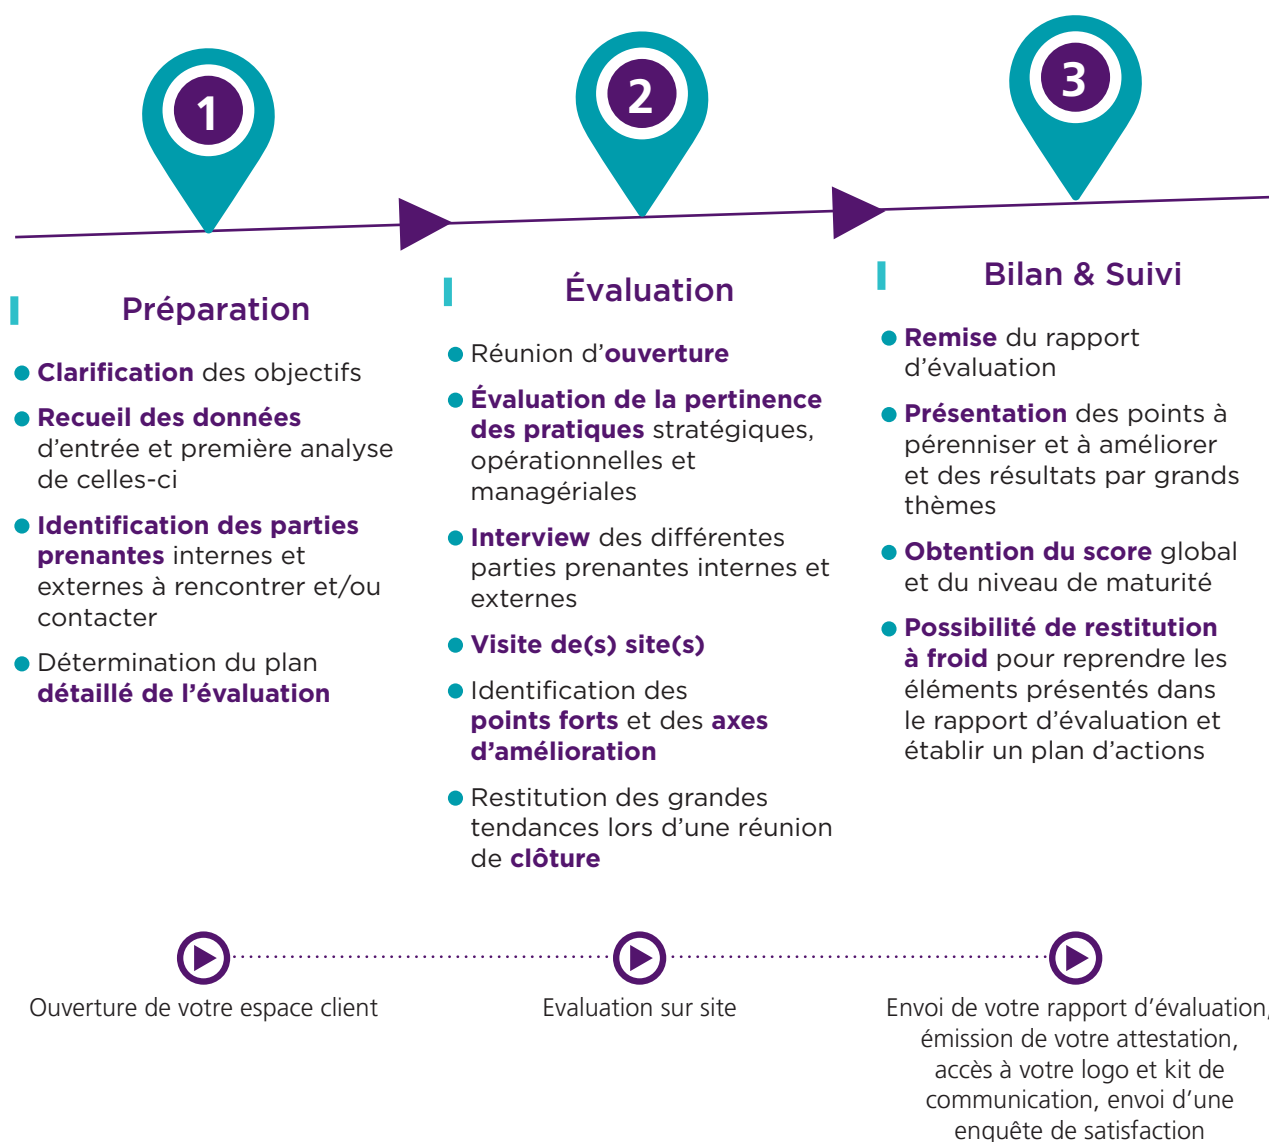 1
Préparation
Clarification des objectifs
Recueil des données
d'entrée et première analyse
de celles-ci
Identification des parties
prenantes internes et
externes à rencontrer et/ou
contacter
Détermination du plan
détaillé de l'évaluation
Ouverture de votre espace client
2
Évaluation
Réunion d'ouverture
Évaluation de la pertinence
des pratiques stratégiques,
opérationnelles et
managériales
Interview des différentes
parties prenantes internes et
externes
Visite de(s) site(s)
Identification des
points forts et des axes
d'amélioration
Restitution des grandes
tendances lors d'une réunion
de clôture
Evaluation sur site
3
Bilan & Suivi
Remise du rapport
d'évaluation
Présentation des points à
pérenniser et à améliorer
et des résultats par grands
thèmes
Obtention du score global
et du niveau de maturité
Possibilité de restitution
à froid pour reprendre les
éléments présentés dans
le rapport d'évaluation et
établir un plan d'actions
Envoi de votre rapport d'évaluation,
émission de votre attestation,
accès à votre logo et kit de
communication, envoi d'une
enquête de satisfaction